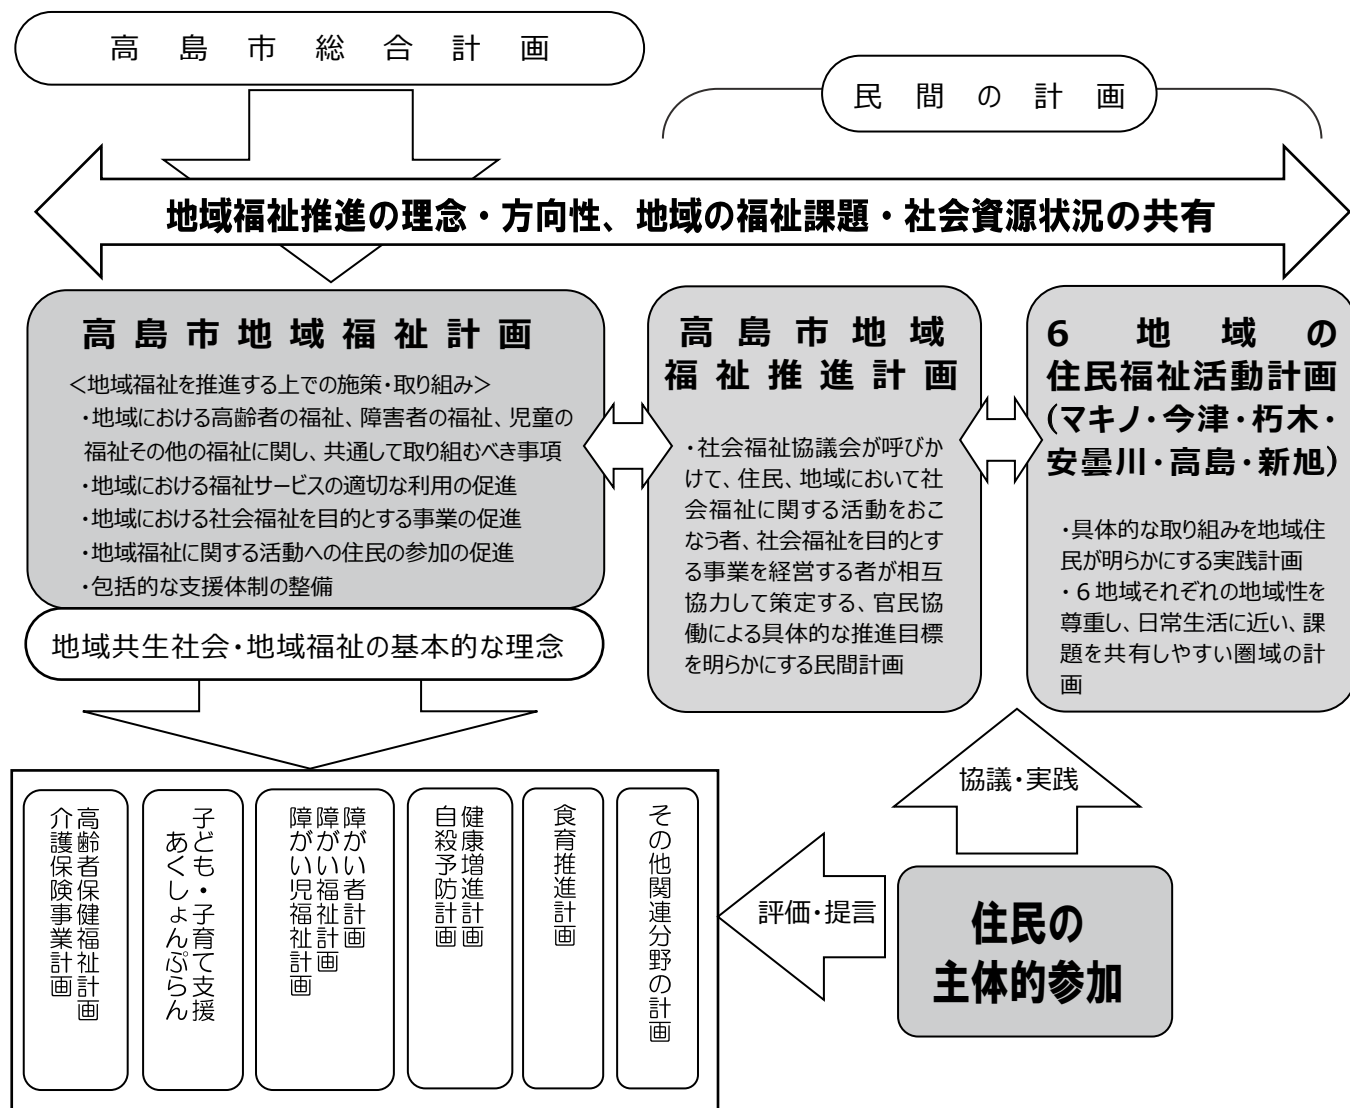 高島市総合計画
民間の計画
地域福祉推進の理念・方向性、地域の福祉課題・社会資源状況の共有
高島市地域福祉計画
＜地域福祉を推進する上での施策・取り組み＞
・地域における高齢者の福祉、障害者の福祉、児童の
福祉その他の福祉に関し、共通して取り組むべき事項
・地域における福祉サービスの適切な利用の促進
・地域における社会福祉を目的とする事業の促進
・地域福祉に関する活動への住民の参加の促進
・包括的な支援体制の整備
地域共生社会・地域福祉の基本的な理念
高島市地域
福祉推進計画
・社会福祉協議会が呼びか
けて、住民、地域において社
会福祉に関する活動をおこ
なう者、社会福祉を目的とす
る事業を経営する者が相互
協力して策定する、官民協
働による具体的な推進目標
を明らかにする民間計画
6地域の
住民福祉活動計画
(マキノ・今津・朽木・
安曇川・高島・新旭)
・具体的な取り組みを地域住
民が明らかにする実践計画
・６地域それぞれの地域性を
尊重し、日常生活に近い、課
題を共有しやすい圏域の計
画
協議・実践
住民の
主体的参加
評価・提言
高齢者保健福祉計画
介護保険事業計画
子ども・子育て支援
あくしょんぷらん
障がい者計画
障がい福祉計画
障がい児福祉計画
健康増進計画
自殺予防計画
食育推進計画
その他関連分野の計画